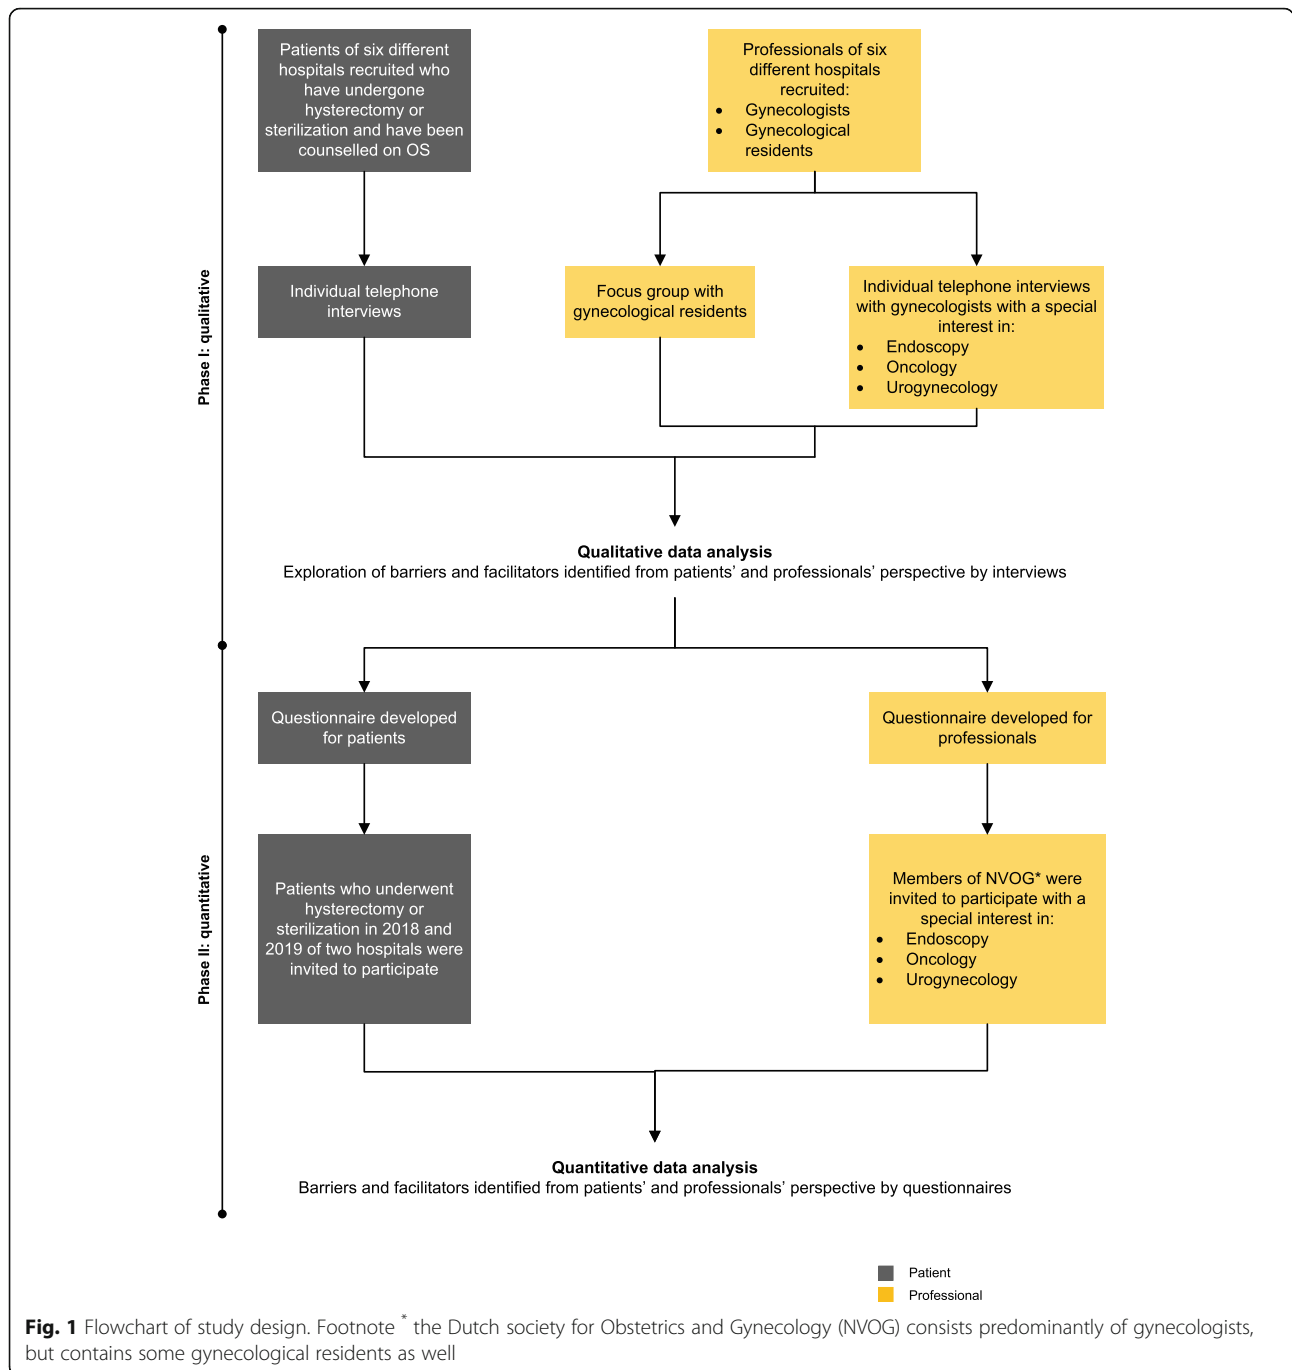 Patients of six different
hospitals recruited who
have undergone
hysterectomy or
sterilization and have been
counselled on OS
Professionals of six
different hospitals
recruited:
• Gynecologists
• Gynecological
residents
Phase I: qualitative
Individual telephone
interviews
Focus group with
gynecological residents
Individual telephone interviews
with gynecologists with a special
interest in:
• Endoscopy
• Oncology
• Urogynecology
Qualitative data analysis
Exploration of barriers and facilitators identified from patients’ and professionals’ perspective by interviews
Phase II: quantitative
Questionnaire developed
for patients
Questionnaire developed for
professionals
Patients who underwent
hysterectomy or
sterilization in 2018 and
2019 of two hospitals were
invited to participate
Members of NVOG* were
invited to participate with a
special interest in:
• Endoscopy
• Oncology
• Urogynecology
Quantitative data analysis
Barriers and facilitators identified from patients’ and professionals’ perspective by questionnaires
Patient
Professional
Fig. 1 Flowchart of study design. Footnote * the Dutch society for Obstetrics and Gynecology (NVOG) consists predominantly of gynecologists,
but contains some gynecological residents as well